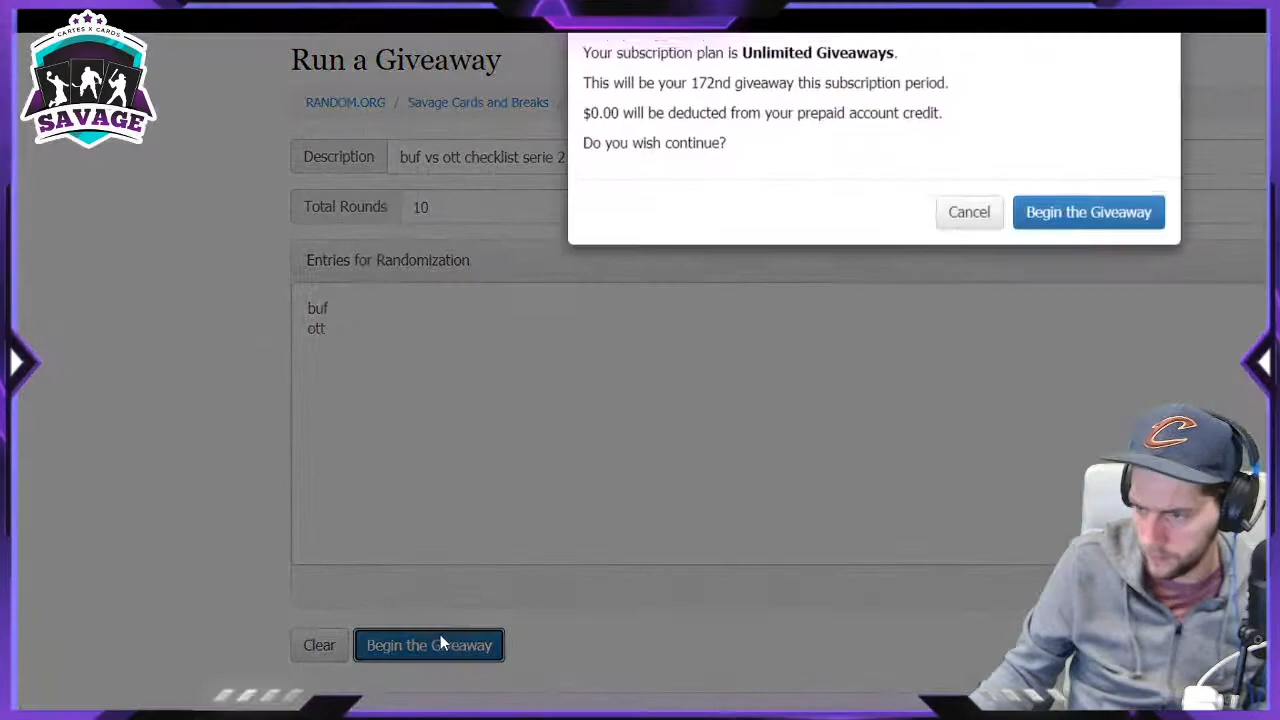 CARTES X CARDS
SAVAGE
Run a Giveaway
RANDOM.ORG / Savage Cards and Breaks /
Description
buf vs ott checklist serie 2
Total Rounds
10
Entries for Randomization
buf
ott
Clear
Begin the Giveaway
Your subscription plan is Unlimited Giveaways.
This will be your 172nd giveaway this subscription period.
$0.00 will be deducted from your prepaid account credit.
Do you wish continue?
Cancel
Begin the Giveaway
C